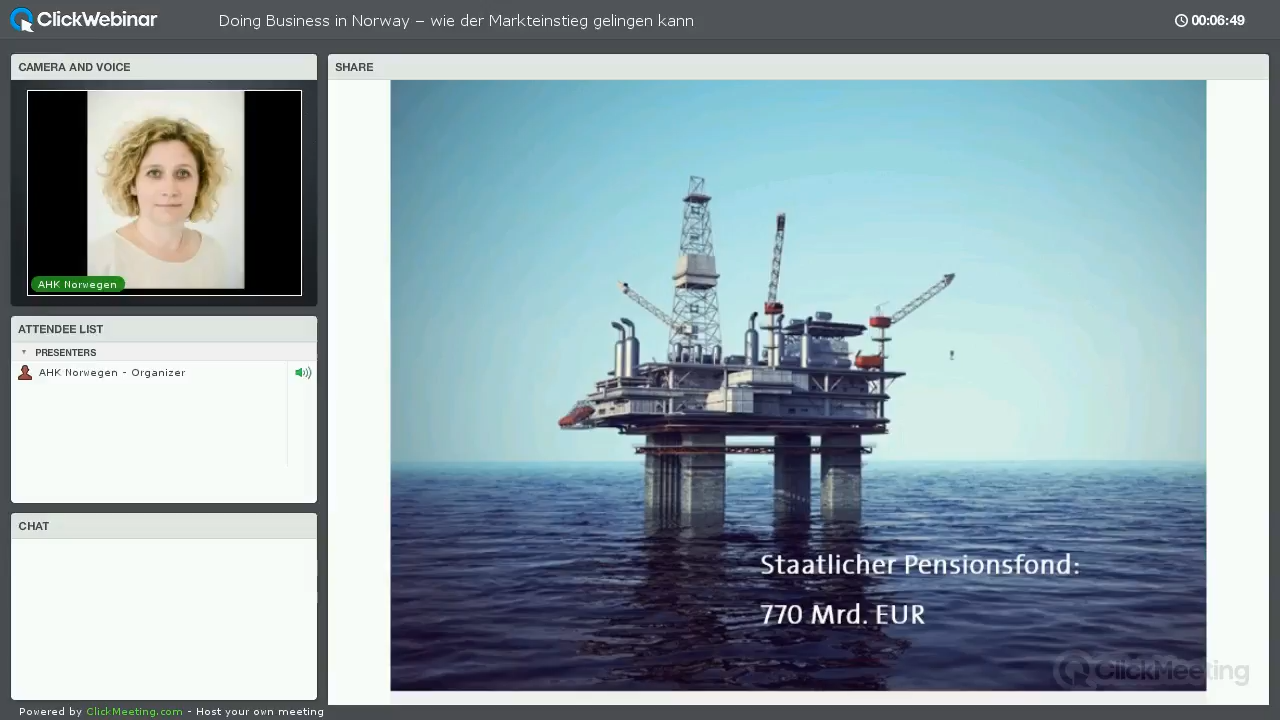 ClickWebinar
Doing Business in Norway – wie der Markteinstieg gelingen kann
00:06:49
CAMERA AND VOICE
AHK Norwegen
ATTENDEE LIST
PRESENTERS
AHK Norwegen - Organizer
CHAT
Powered by ClickMeeting.com - Host your own meeting
SHARE
Staatlicher Pensionsfond:
770 Mrd. EUR
ClickMeeting